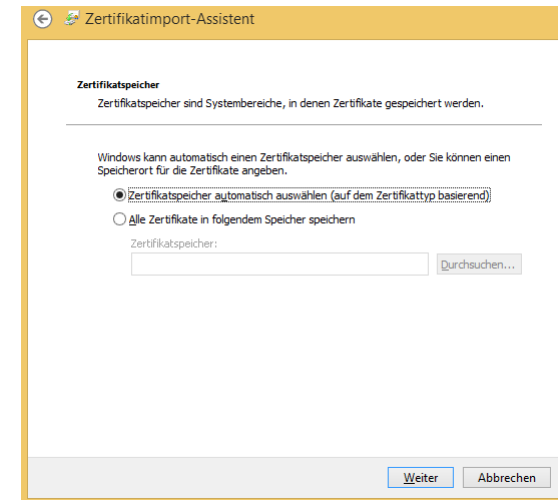 Zertifikatimport-Assistent
Zertifikatspeicher
Zertifikatspeicher sind Systembereiche, in denen Zertifikate gespeichert werden.
Windows kann automatisch einen Zertifikatspeicher auswählen, oder Sie können einen
Speicherort für die Zertifikate angeben.
Zertifikatspeicher automatisch auswählen (auf dem Zertifikattyp basierend)
Alle Zertifikate in folgendem Speicher speichern
Zertifikatspeicher:
Durchsuchen...
Weiter Abbrechen